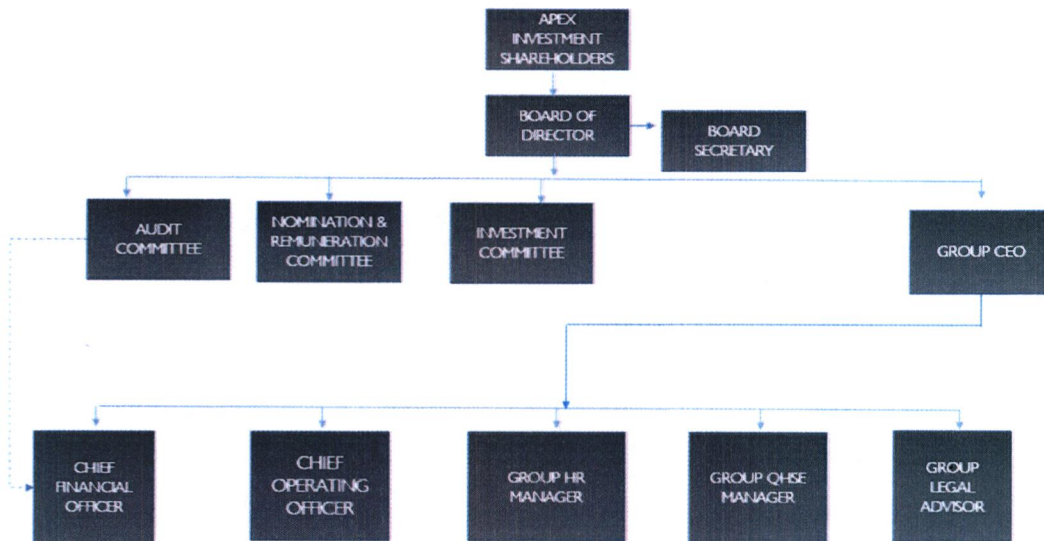 APEX
INVESTMENT
SHAREHOLDERS
BOARD OF
DIRECTOR
BOARD
SECRETARY
AUDIT
COMMITTEE
NOMINATION &
REMUNERATION
COMMITTEE
INVESTMENT
COMMITTEE
GROUP CEO
CHIEF
FINANCIAL
OFFICER
CHIEF
OPERATING
OFFICER
GROUP HR
MANAGER
GROUP QHSE
MANAGER
GROUP
LEGAL
ADVISOR